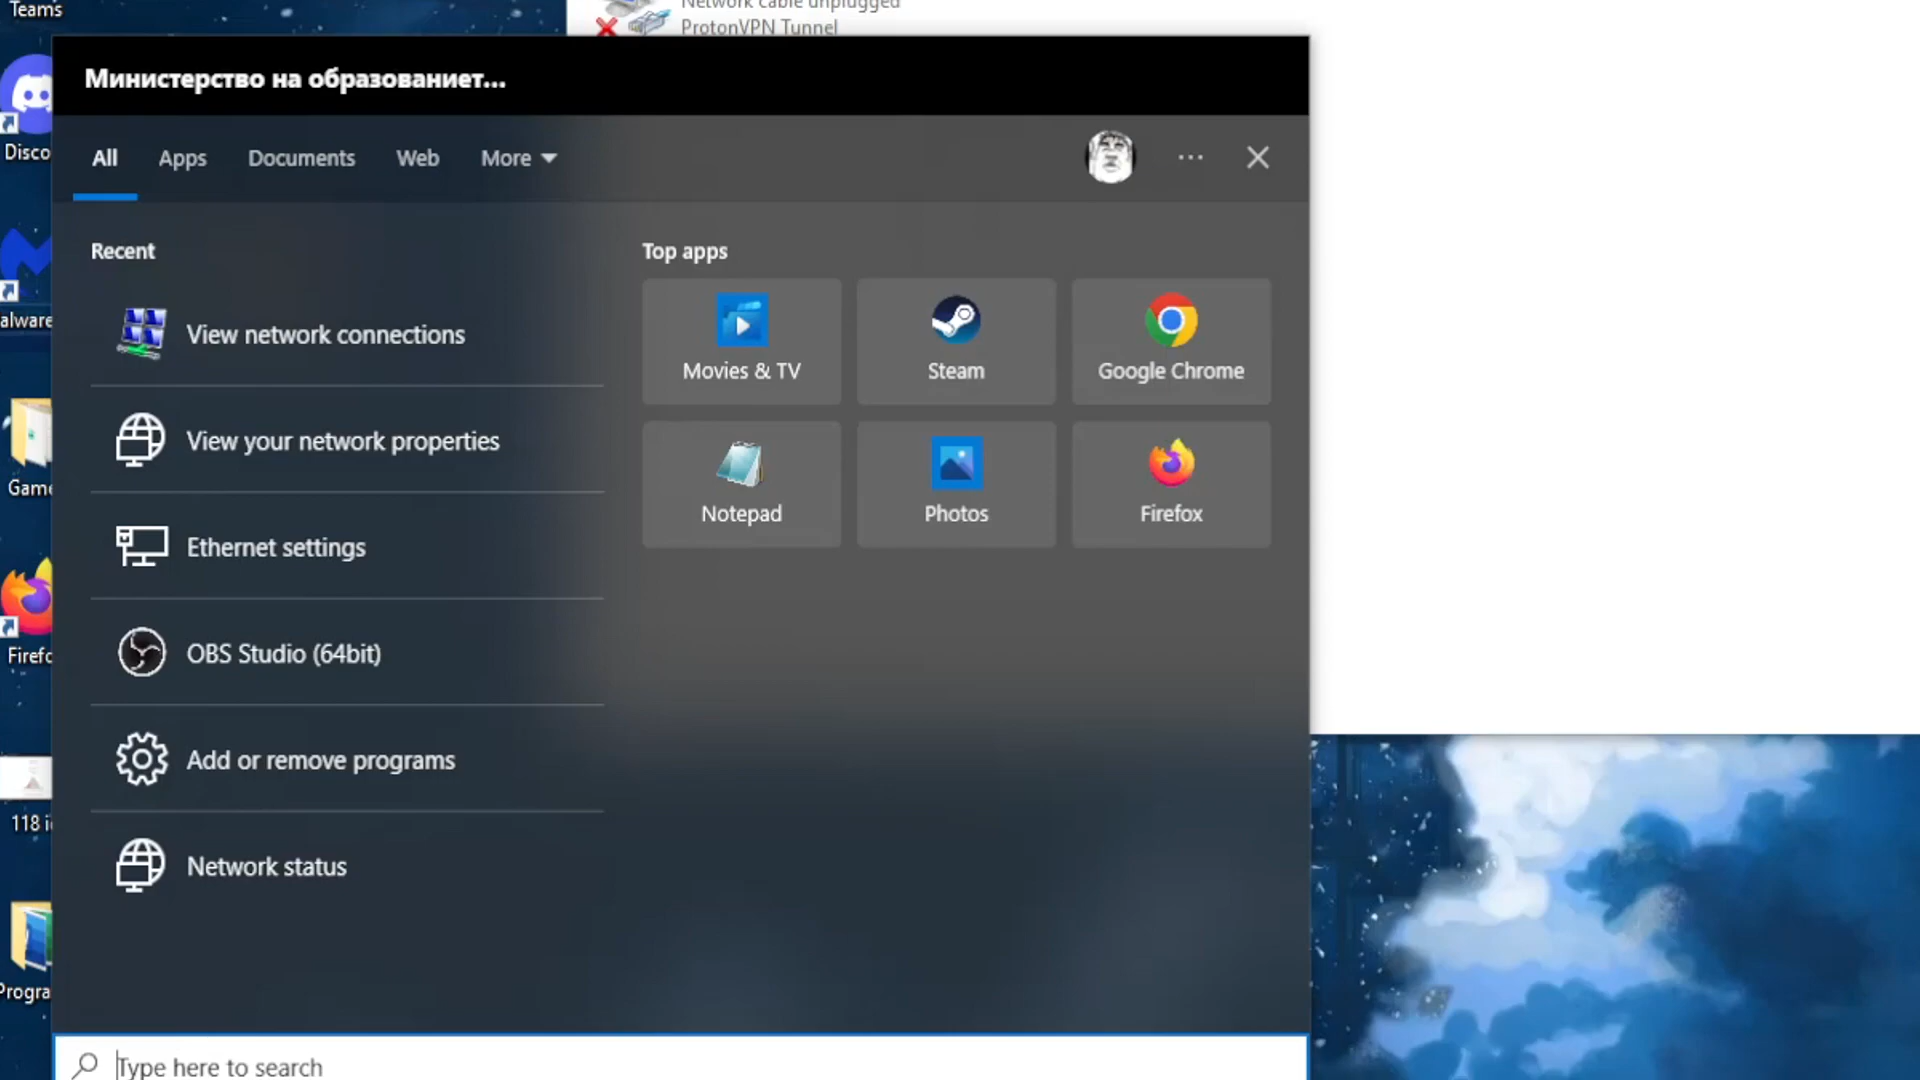 Teams
Network cable unplugged
ProtonVPN Tunnel
Министерство на образованиет...
All
Apps
Documents
Web
More
Disco
Recent
Top apps
alware
View network connections
Movies & TV
Steam
Google Chrome
View your network properties
Game
Notepad
Photos
Firefox
Ethernet settings
Firefo
OBS Studio (64bit)
Add or remove programs
118 i
Network status
Progra
Type here to search